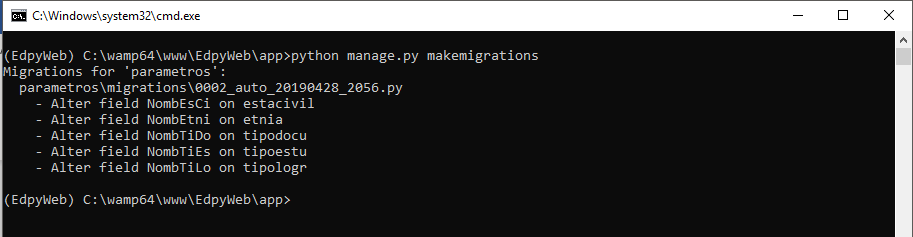 C:\Windows\system32\cmd.exe
(EdpyWeb) C:\wamp64\www\EdpyWeb\app>python manage.py makemigrations
Migrations for 'parametros':
  parametros\migrations\0002_auto_20190428_2056.py
    - Alter field NombEsCi on estacivil
    - Alter field NombEtni on etnia
    - Alter field NombTiDo on tipodocu
    - Alter field NombTiEs on tipoestu
    - Alter field NombTiLo on tipologr
(EdpyWeb) C:\wamp64\www\EdpyWeb\app>